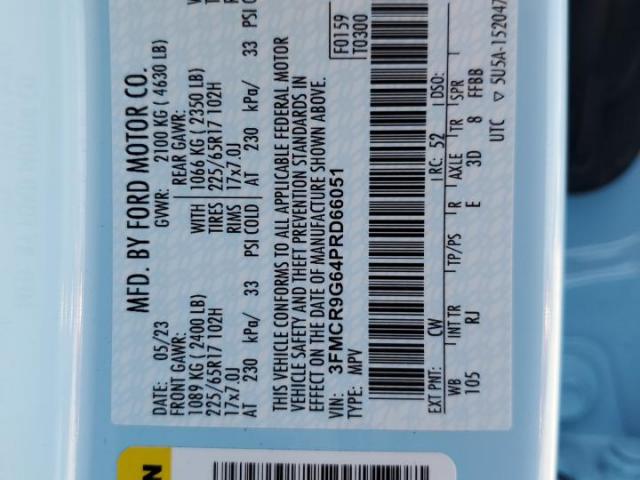 MFD. BY FORD MOTOR CO.
DATE: 05/23 GVWR: 2100 KG ( 4630 LB)
FRONT GAWR: REAR GAWR:
1089 KG ( 2400 LB) WITH 1066 KG ( 2350 LB)
225/65R17 102H TIRES 225/65R17 102H
17x7.0J RIMS 17x7.0J
AT 230 kPa/ 33 PSI COLD AT 230 kPa/ 33 PSI
THIS VEHICLE CONFORMS TO ALL APPLICABLE FEDERAL MOTOR
VEHICLE SAFETY AND THEFT PREVENTION STANDARDS IN
EFFECT ON THE DATE OF MANUFACTURE SHOWN ABOVE.
VIN: 3FMCR9G64PRD66051 F0159
TYPE: MPV T0300
EXT PNT: CW RC: 52 DSO:
WB INT TR TP/PS R AXLE TR SPR
105 RJ E 3D 8 FFBB
UTC ▽ 5U5A-15204